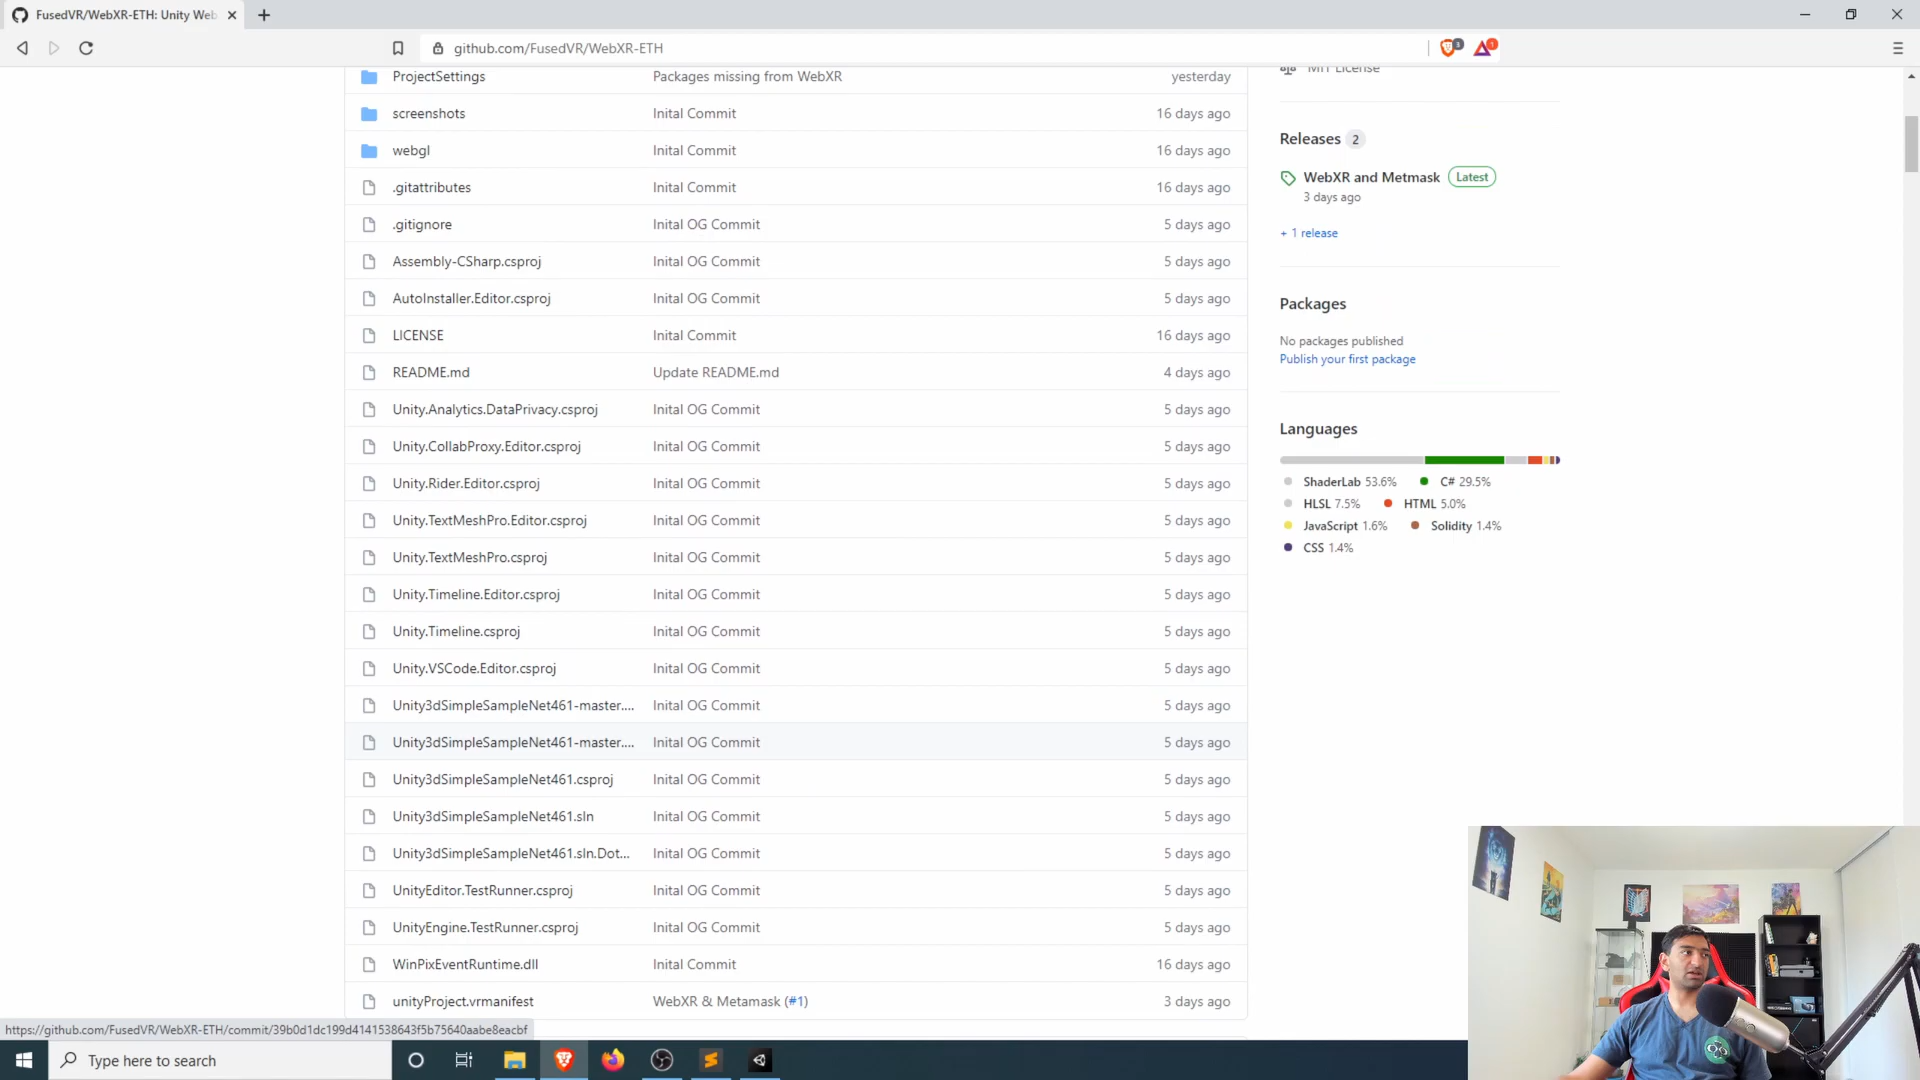 FusedVR/WebXR-ETH: Unity Web
github.com/FusedVR/WebXR-ETH
3
1
ProjectSettings Packages missing from WebXR yesterday
screenshots Inital Commit 16 days ago
webgl Inital Commit 16 days ago
.gitattributes Inital Commit 16 days ago
.gitignore Inital OG Commit 5 days ago
Assembly-CSharp.csproj Inital OG Commit 5 days ago
AutoInstaller.Editor.csproj Inital OG Commit 5 days ago
LICENSE Inital Commit 16 days ago
README.md Update README.md 4 days ago
Unity.Analytics.DataPrivacy.csproj Inital OG Commit 5 days ago
Unity.CollabProxy.Editor.csproj Inital OG Commit 5 days ago
Unity.Rider.Editor.csproj Inital OG Commit 5 days ago
Unity.TextMeshPro.Editor.csproj Inital OG Commit 5 days ago
Unity.TextMeshPro.csproj Inital OG Commit 5 days ago
Unity.Timeline.Editor.csproj Inital OG Commit 5 days ago
Unity.Timeline.csproj Inital OG Commit 5 days ago
Unity.VSCode.Editor.csproj Inital OG Commit 5 days ago
Unity3dSimpleSampleNet461-master.... Inital OG Commit 5 days ago
Unity3dSimpleSampleNet461-master.... Inital OG Commit 5 days ago
Unity3dSimpleSampleNet461.csproj Inital OG Commit 5 days ago
Unity3dSimpleSampleNet461.sln Inital OG Commit 5 days ago
Unity3dSimpleSampleNet461.sln.Dot... Inital OG Commit 5 days ago
UnityEditor.TestRunner.csproj Inital OG Commit 5 days ago
UnityEngine.TestRunner.csproj Inital OG Commit 5 days ago
WinPixEventRuntime.dll Inital Commit 16 days ago
unityProject.vrmanifest WebXR & Metamask (#1) 3 days ago
MIT License
Releases 2
WebXR and Metmask Latest
3 days ago
+ 1 release
Packages
No packages published
Publish your first package
Languages
ShaderLab 53.6% C# 29.5%
HLSL 7.5% HTML 5.0%
JavaScript 1.6% Solidity 1.4%
CSS 1.4%
https://github.com/FusedVR/WebXR-ETH/commit/39b0d1dc199d4141538643f5b75640aabe8eacbf
Type here to search